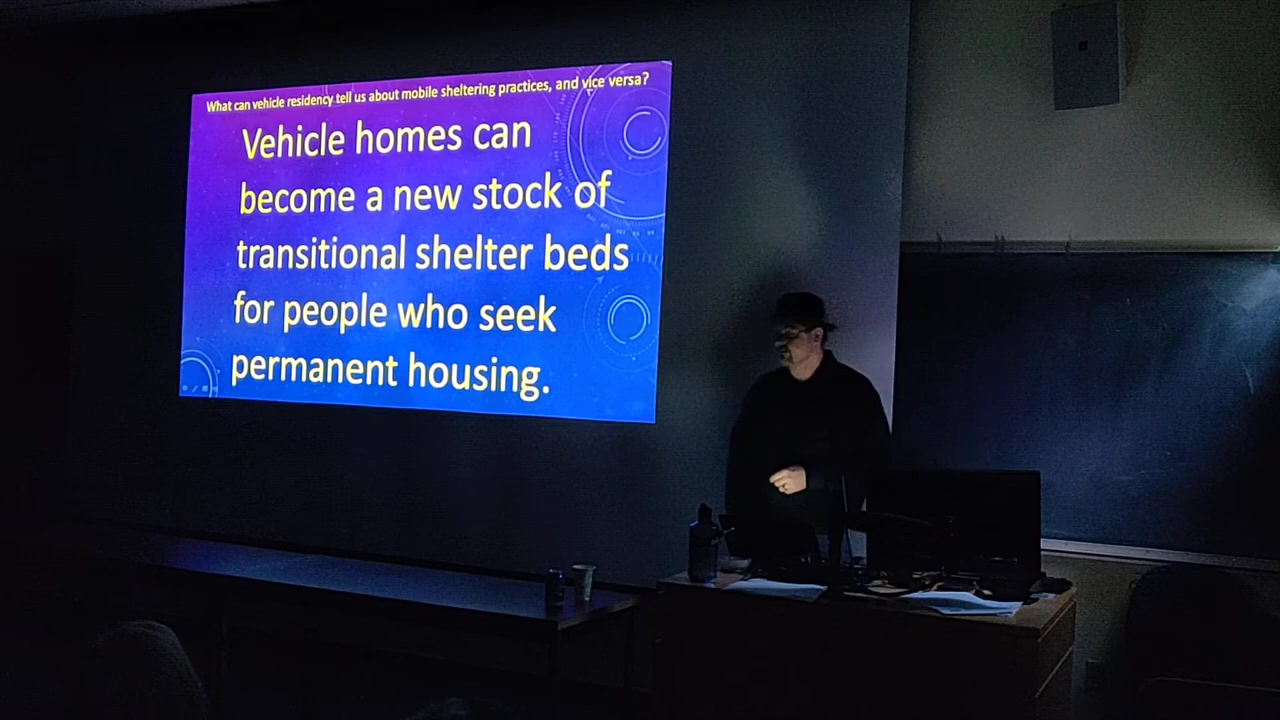 What can vehicle residency tell us about mobile sheltering practices, and vice versa?
Vehicle homes can
become a new stock of
transitional shelter beds
for people who seek
permanent housing.